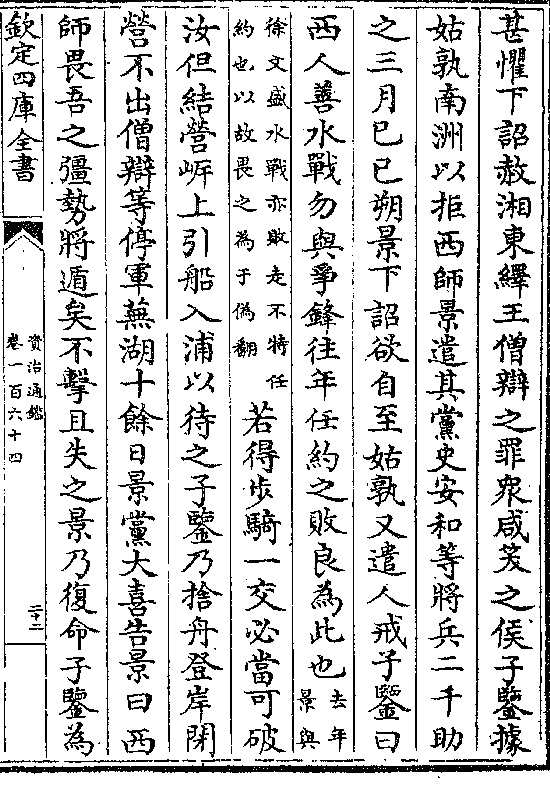 甚懼下詔赦湘東繹王僧辯之罪衆咸笑之侯子鑒據
姑孰南洲以拒西師景遣其黨史安和等將兵二千助
之三月己巳朔景下詔欲自至姑孰又遣人戒子鑒曰
西人善水戰勿與爭鋒往年任約之敗良為此也去年景與
徐文盛水戰亦敗走不特任約也以故畏之為于偽翻若得步騎一交必當可破
汝但結營岸上引船入浦以待之子鑒乃捨舟登岸閉
營不出僧辯等停軍蕪湖十餘日景黨大喜告景曰西
師畏吾之彊勢將遁矣不擊且失之景乃復命子鑒為
欽定四庫全書
資治通鑑
卷一百六十四
二十二